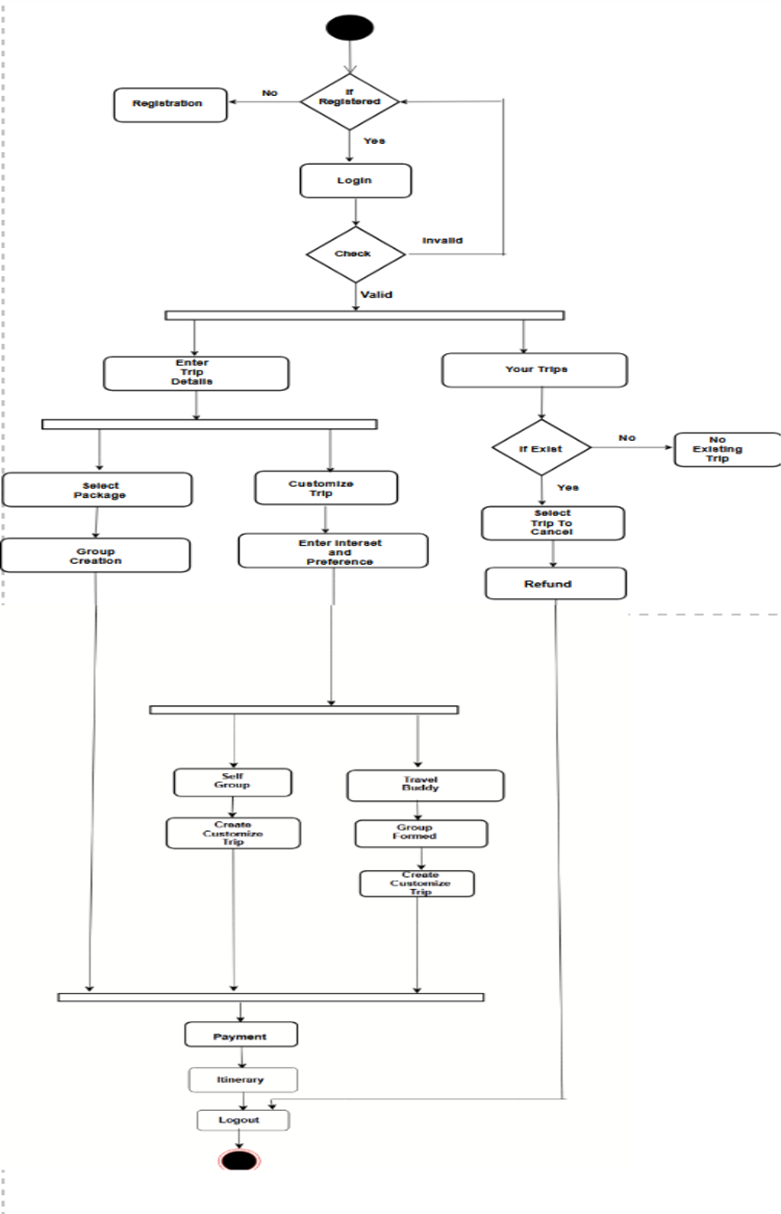 If
Registered
No
Registration
Yes
LogIn
Check
Invalid
Valid
Enter
Trip
Details
Your Trips
If Exist
No
No
Existing
Trip
Yes
Select
Package
Customize
Trip
Select
Trip To
Cancel
Group
Creation
Enter Interset
and
Preference
Refund
Self
Group
Travel
Buddy
Create
Customize
Trip
Group
Formed
Create
Customize
Trip
Payment
Itinerary
Logout